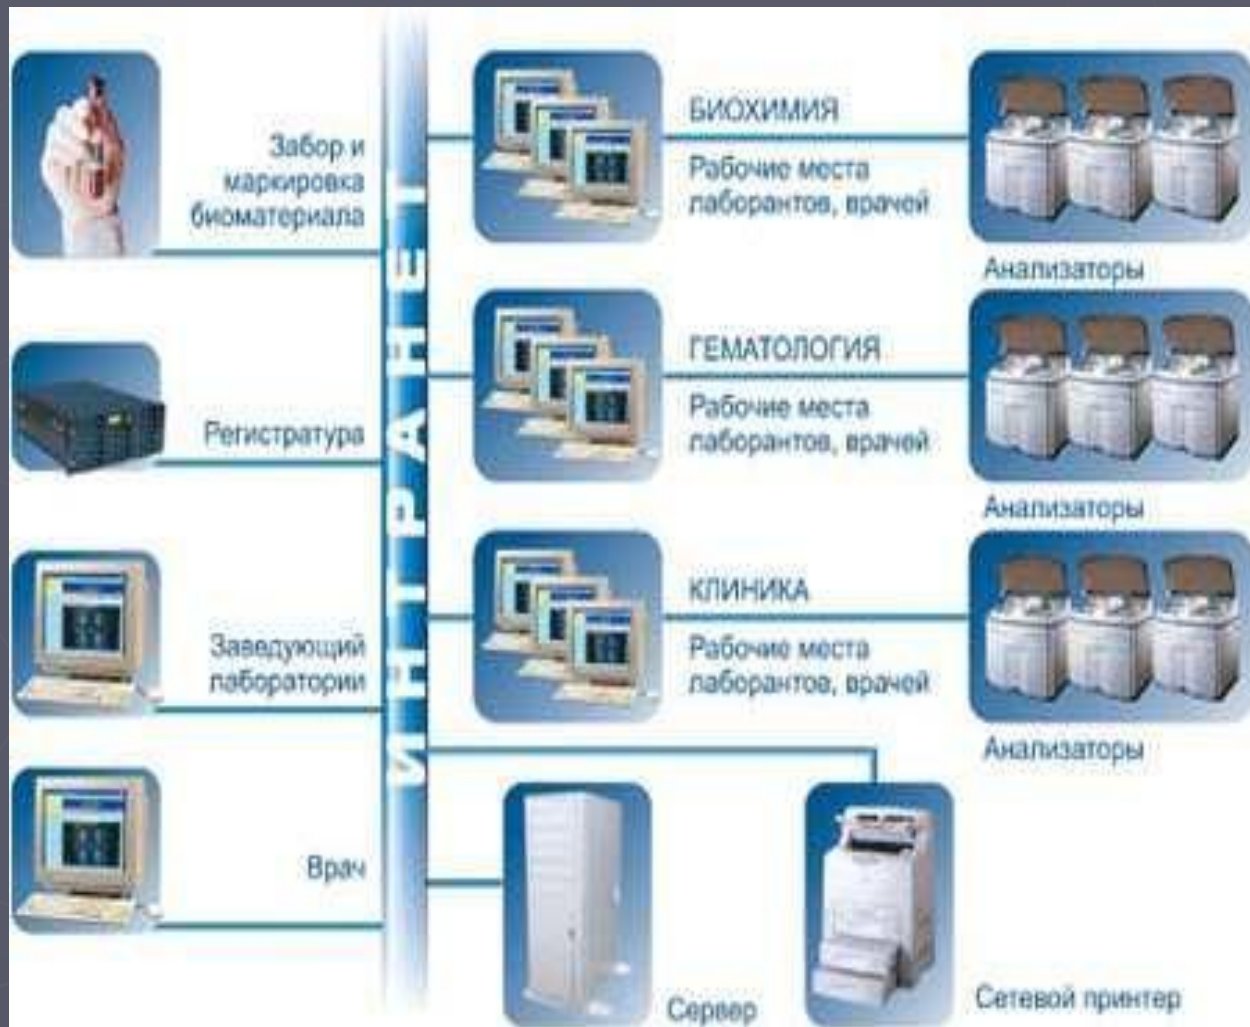 Забор и
маркировка
биоматериала
Регистратура
Заведующий
лаборатории
Врач
ИНТРАНЕТ
БИОХИМИЯ
Рабочие места
лаборантов, врачей
Анализаторы
ГЕМАТОЛОГИЯ
Рабочие места
лаборантов, врачей
Анализаторы
КЛИНИКА
Рабочие места
лаборантов, врачей
Анализаторы
Сервер
Сетевой принтер